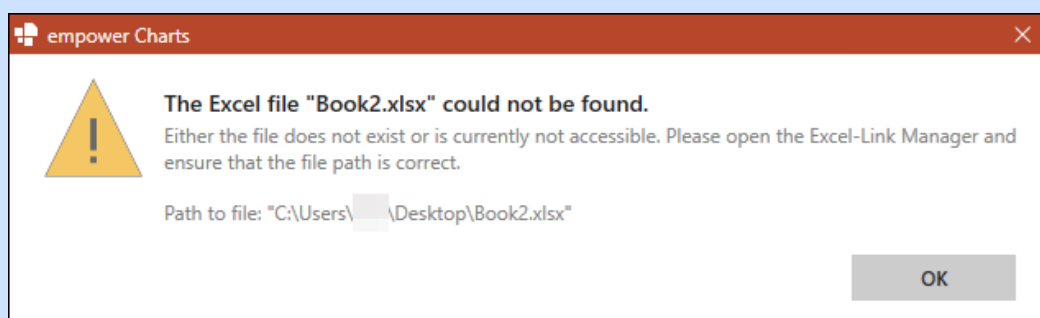 empower Charts
The Excel file "Book2.xlsx" could not be found.
Either the file does not exist or is currently not accessible. Please open the Excel-Link Manager and
ensure that the file path is correct.
Path to file: "C:\Users\ \Desktop\Book2.xlsx"
OK